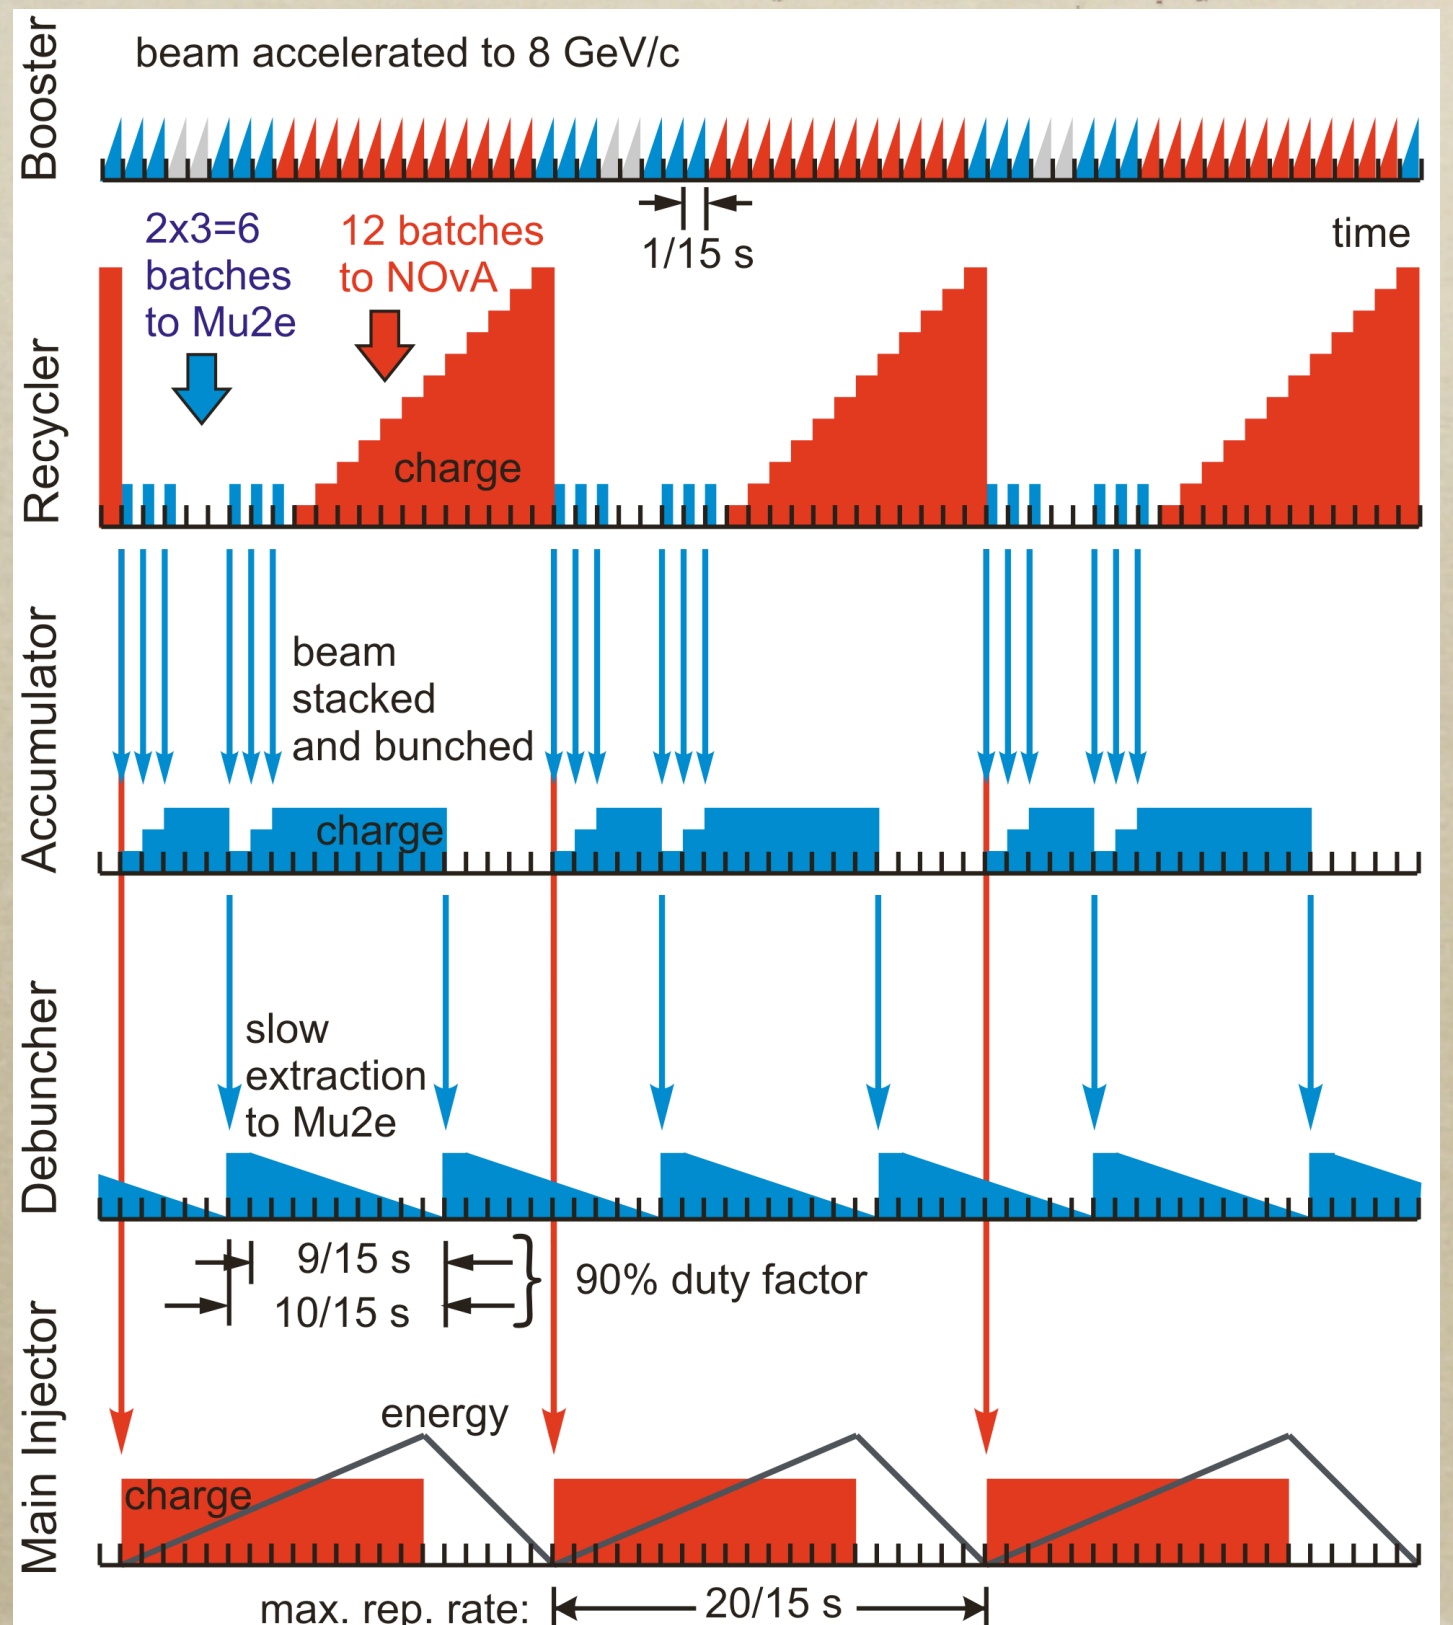 Booster
beam accelerated to 8 GeV/c
1/15 s
time
Recycler
2x3=6
batches
to Mu2e
12 batches
to NOvA
charge
Accumulator
beam
stacked
and bunched
charge
Debuncher
slow
extraction
to Mu2e
9/15 s
10/15 s
90% duty factor
Main Injector
energy
charge
max. rep. rate:
20/15 s